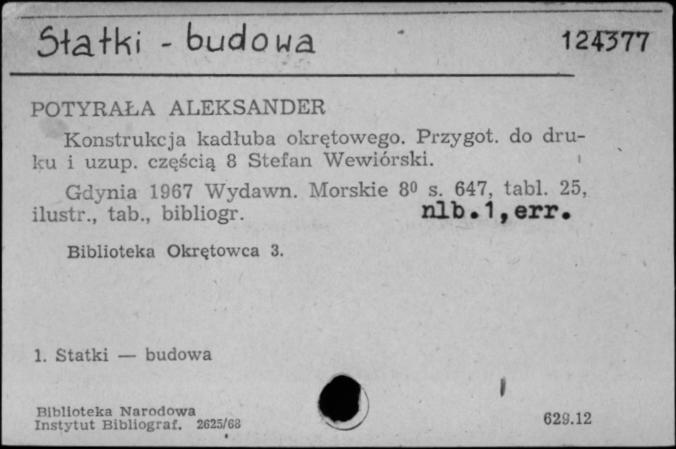 Statki - budowa 124377
POTYRAŁA ALEKSANDER
Konstrukcja kadłuba okrętowego. Przygot. do dru-
ku i uzup. częścią 8 Stefan Wewiórski.
Gdynia 1967 Wydawn. Morskie 8⁰ s. 647, tabl. 25,
ilustr., tab., bibliogr. nlb.1,err.
Biblioteka Okrętowca 3.
1. Statki — budowa
Biblioteka Narodowa
Instytut Bibliograf. 2625/68 629.12